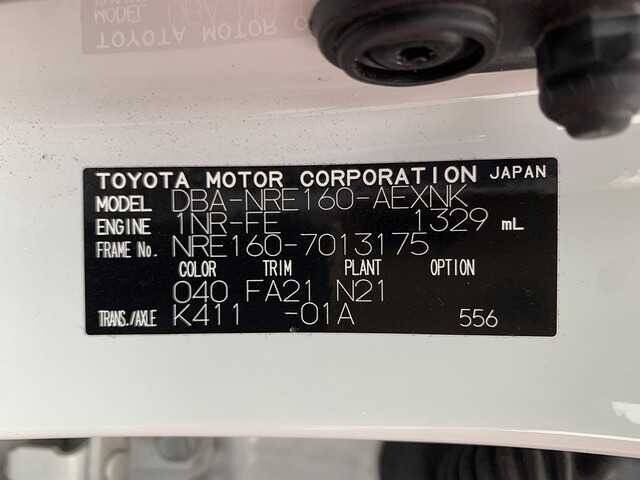 TOYOTA MOTOR CORPORATION JAPAN
MODEL DBA-NRE160-AEXNK
ENGINE 1NR-FE 1329 mL
FRAME No. NRE160-7013175
COLOR TRIM PLANT OPTION
040 FA21 N21
TRANS./AXLE K411 -01A 556